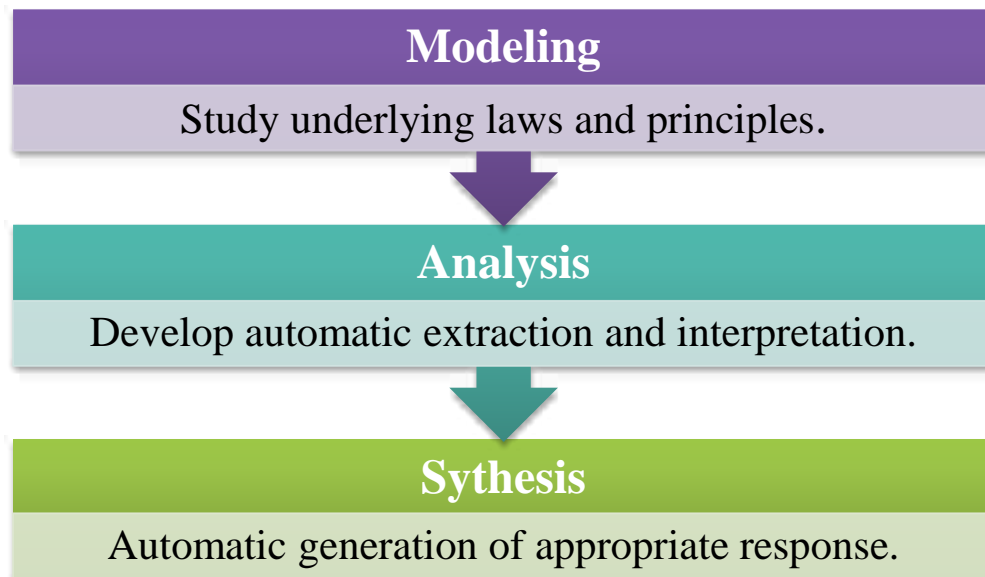 Modeling
Study underlying laws and principles.
Analysis
Develop automatic extraction and interpretation.
Sythesis
Automatic generation of appropriate response.